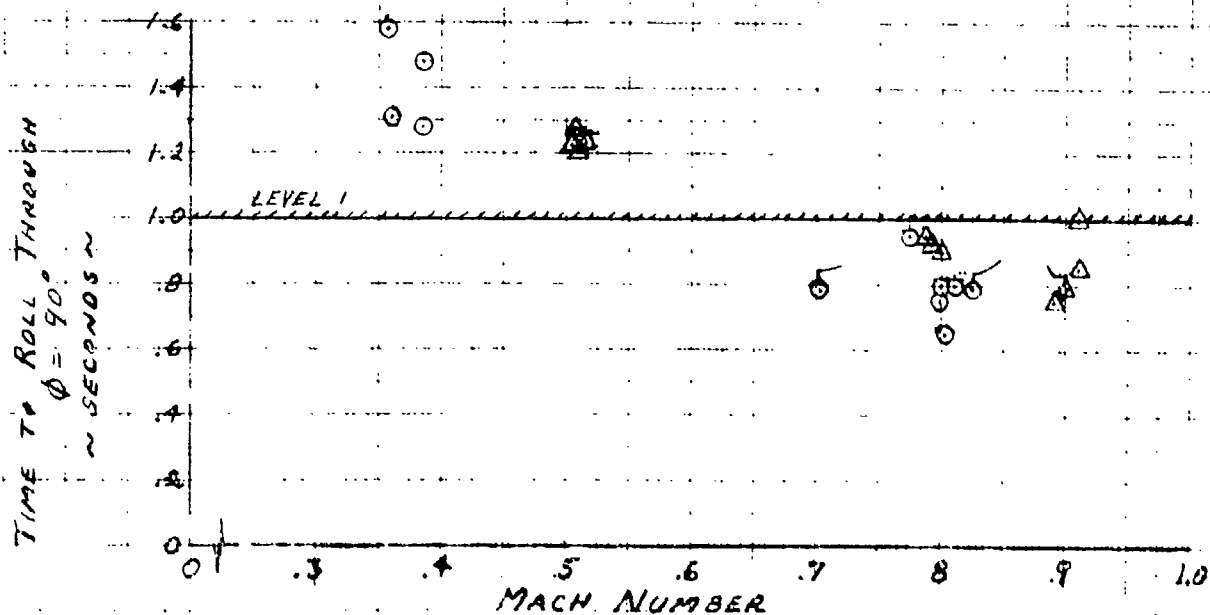 1.6
1.4
1.2
LEVEL 1
1.0
.8
.6
.4
.2
0
TIME TO ROLL THROUGH
φ = 90°
~ SECONDS ~
0 .3 .4 .5 .6 .7 .8 .9 1.0
MACH NUMBER